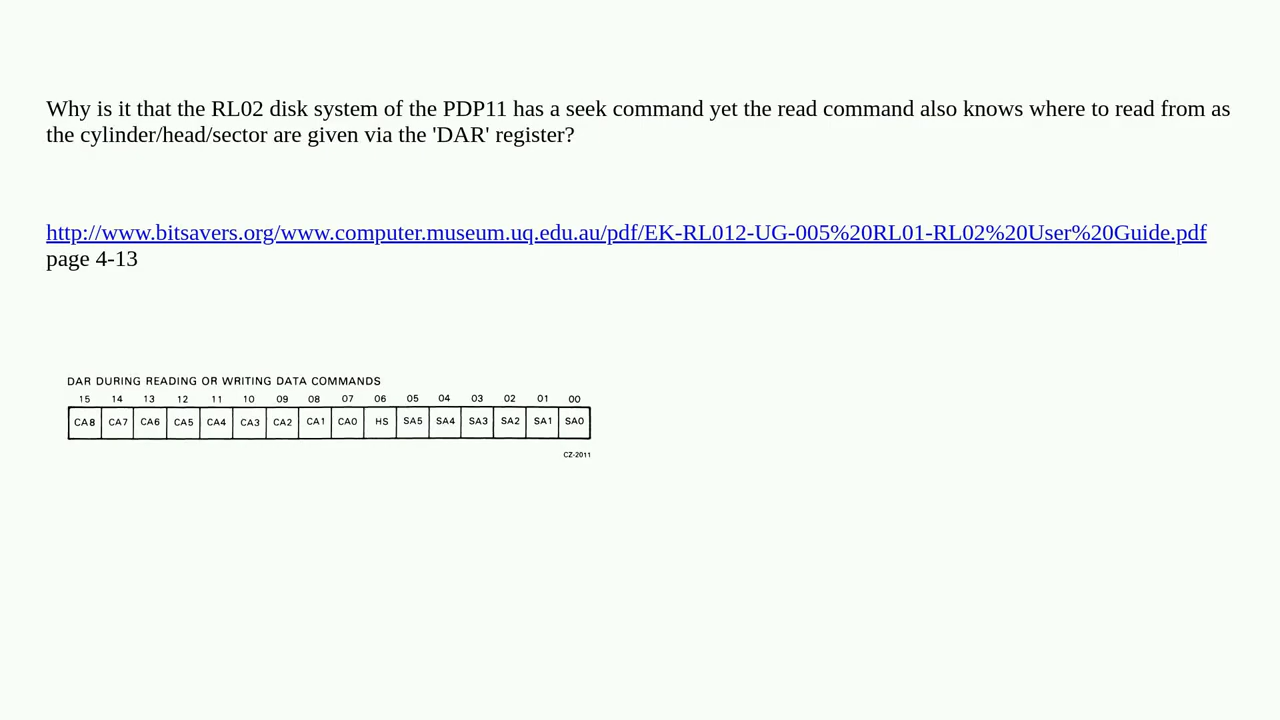 Why is it that the RL02 disk system of the PDP11 has a seek command yet the read command also knows where to read from as
the cylinder/head/sector are given via the 'DAR' register?
http://www.bitsavers.org/www.computer.museum.uq.edu.au/pdf/EK-RL012-UG-005%20RL01-RL02%20User%20Guide.pdf
page 4-13
DAR DURING READING OR WRITING DATA COMMANDS
15 14 13 12 11 10 09 08 07 06 05 04 03 02 01 00
CA8 CA7 CA6 CA5 CA4 CA3 CA2 CA1 CA0 HS SA5 SA4 SA3 SA2 SA1 SA0
CZ-2011